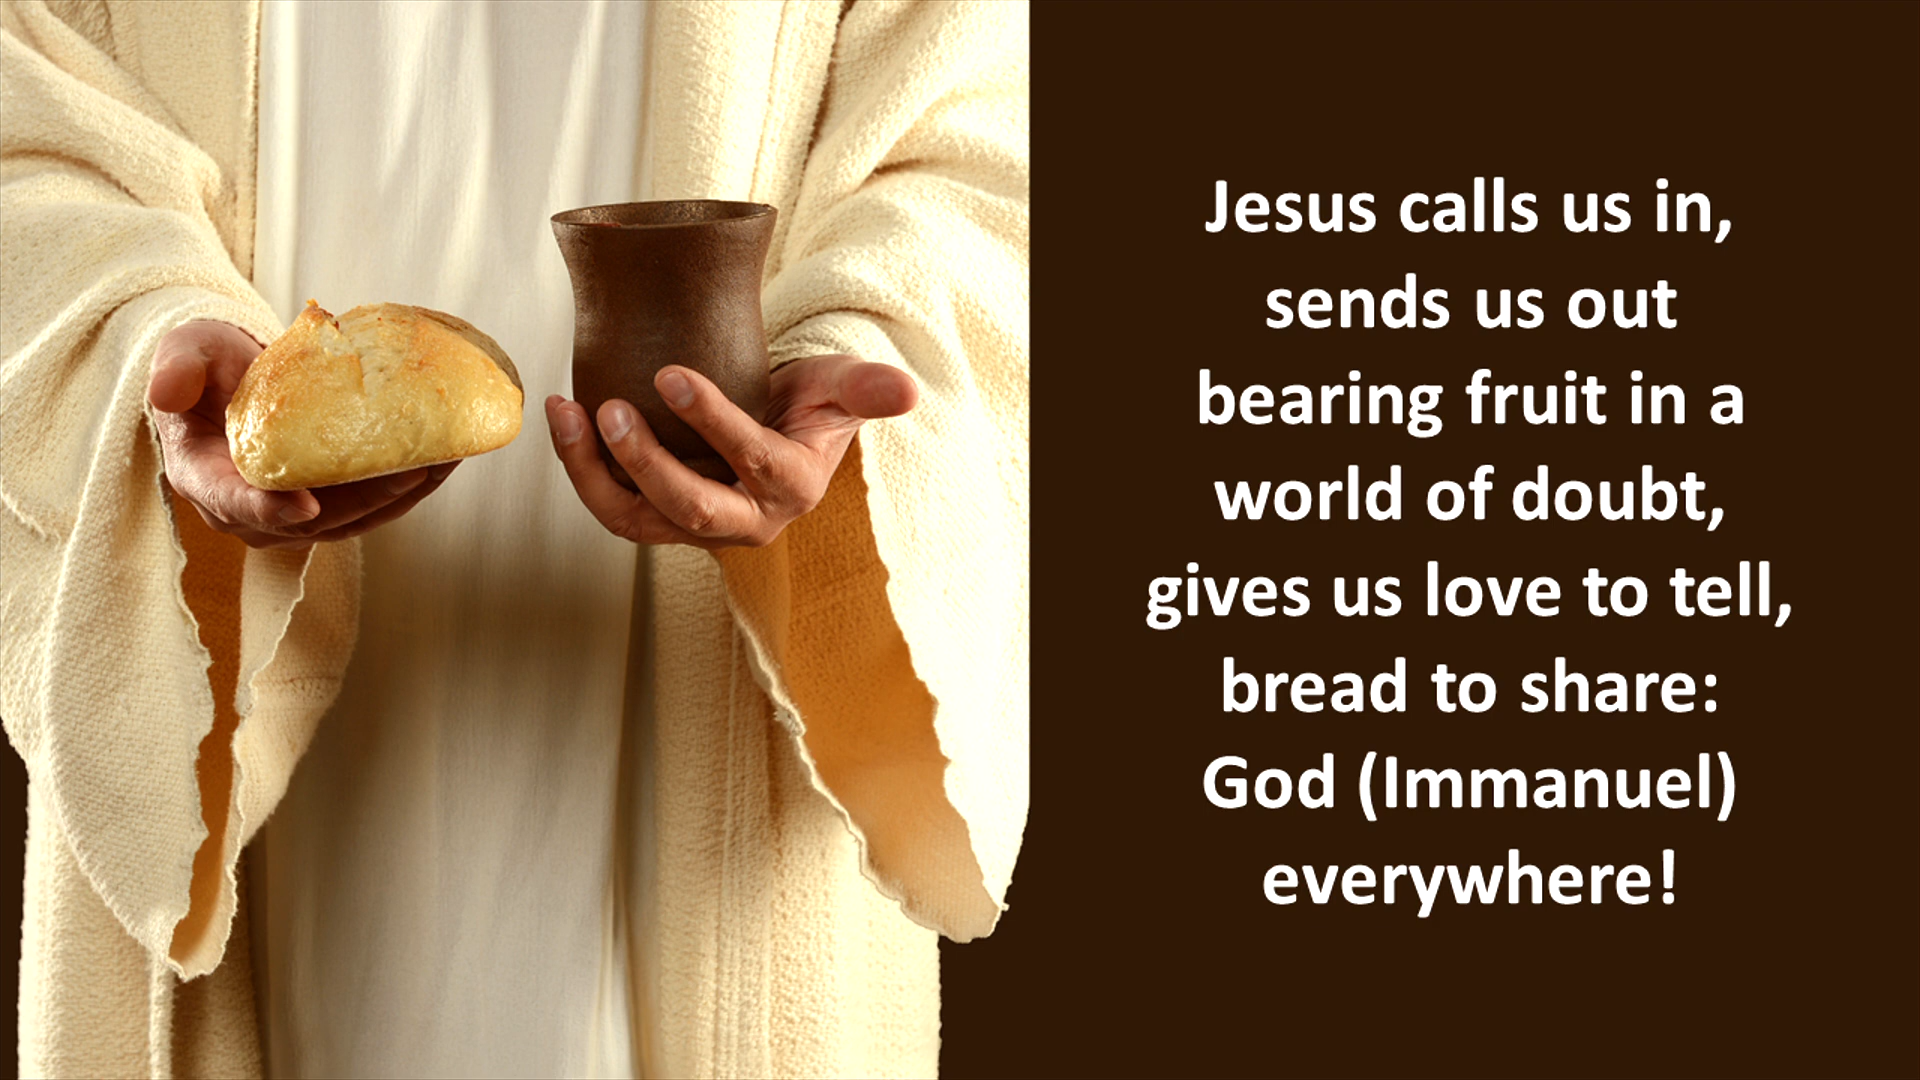 Jesus calls us in,
sends us out
bearing fruit in a
world of doubt,
gives us love to tell,
bread to share:
God (Immanuel)
everywhere!